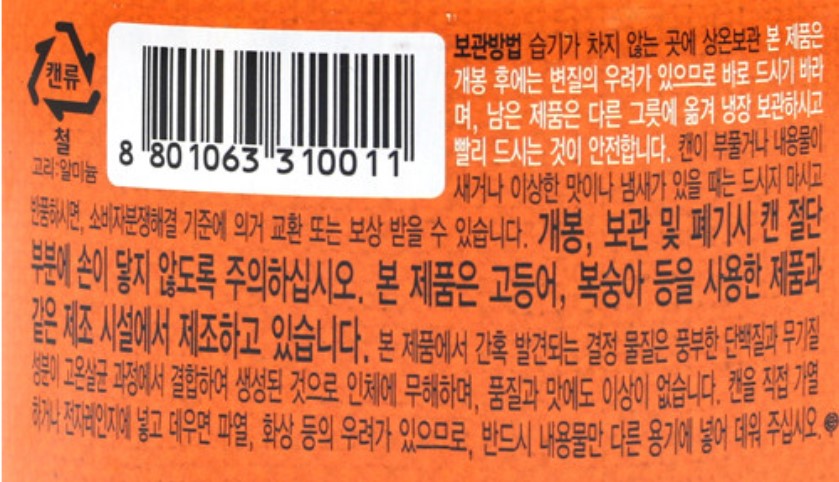 캔류
철
고리:알미늄
8 801063 310011
보관방법 습기가 차지 않는 곳에 상온보관 본 제품은
개봉 후에는 변질의 우려가 있으므로 바로 드시기 바라
며, 남은 제품은 다른 그릇에 옮겨 냉장 보관하시고
빨리 드시는 것이 안전합니다. 캔이 부풀거나 내용물이
새거나 이상한 맛이나 냄새가 있을 때는 드시지 마시고
반품하시면, 소비자분쟁해결 기준에 의거 교환 또는 보상 받을 수 있습니다. 개봉, 보관 및 폐기시 캔 절단
부분에 손이 닿지 않도록 주의하십시오. 본 제품은 고등어, 복숭아 등을 사용한 제품과
같은 제조 시설에서 제조하고 있습니다. 본 제품에서 간혹 발견되는 결정 물질은 풍부한 단백질과 무기질
성분이 고온살균 과정에서 결합하여 생성된 것으로 인체에 무해하며, 품질과 맛에도 이상이 없습니다. 캔을 직접 가열
하거나 전자레인지에 넣고 데우면 파열, 화상 등의 우려가 있으므로, 반드시 내용물만 다른 용기에 넣어 데워 주십시오.